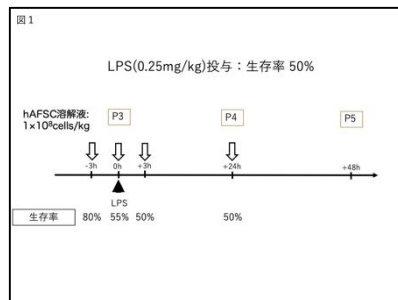 図1
LPS(0.25mg/kg)投与：生存率 50%
hAFSC溶解液:
1×10⁸cells/kg
P3 P4 P5
-3h 0h +3h +24h +48h
LPS
生存率 80% 55% 50% 50%